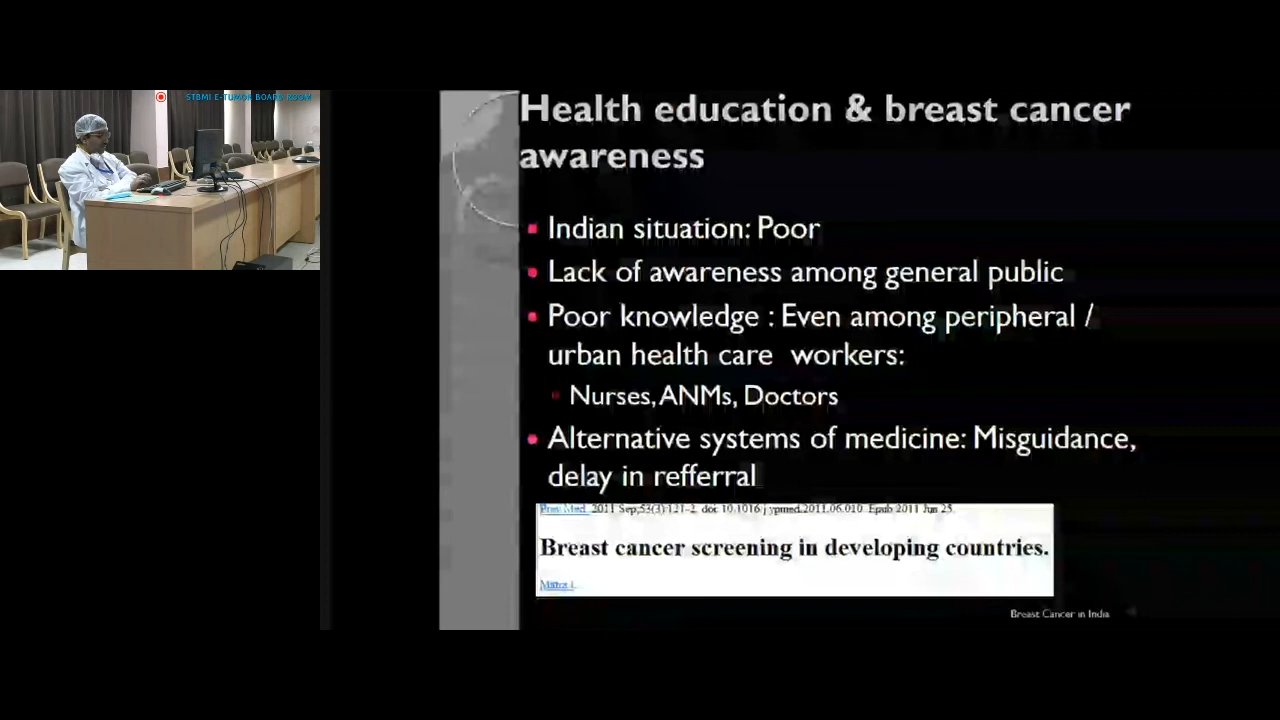 STBMI E-TUMOR BOARD ROOM
Health education & breast cancer
awareness
Indian situation: Poor
Lack of awareness among general public
Poor knowledge : Even among peripheral /
urban health care workers:
Nurses, ANMs, Doctors
Alternative systems of medicine: Misguidance,
delay in refferral
Prev Med. 2011 Sep;53(3):121-2. doi: 10.1016/j.ypmed.2011.06.010. Epub 2011 Jun 25.
Breast cancer screening in developing countries.
Mittra I.
Breast Cancer in India